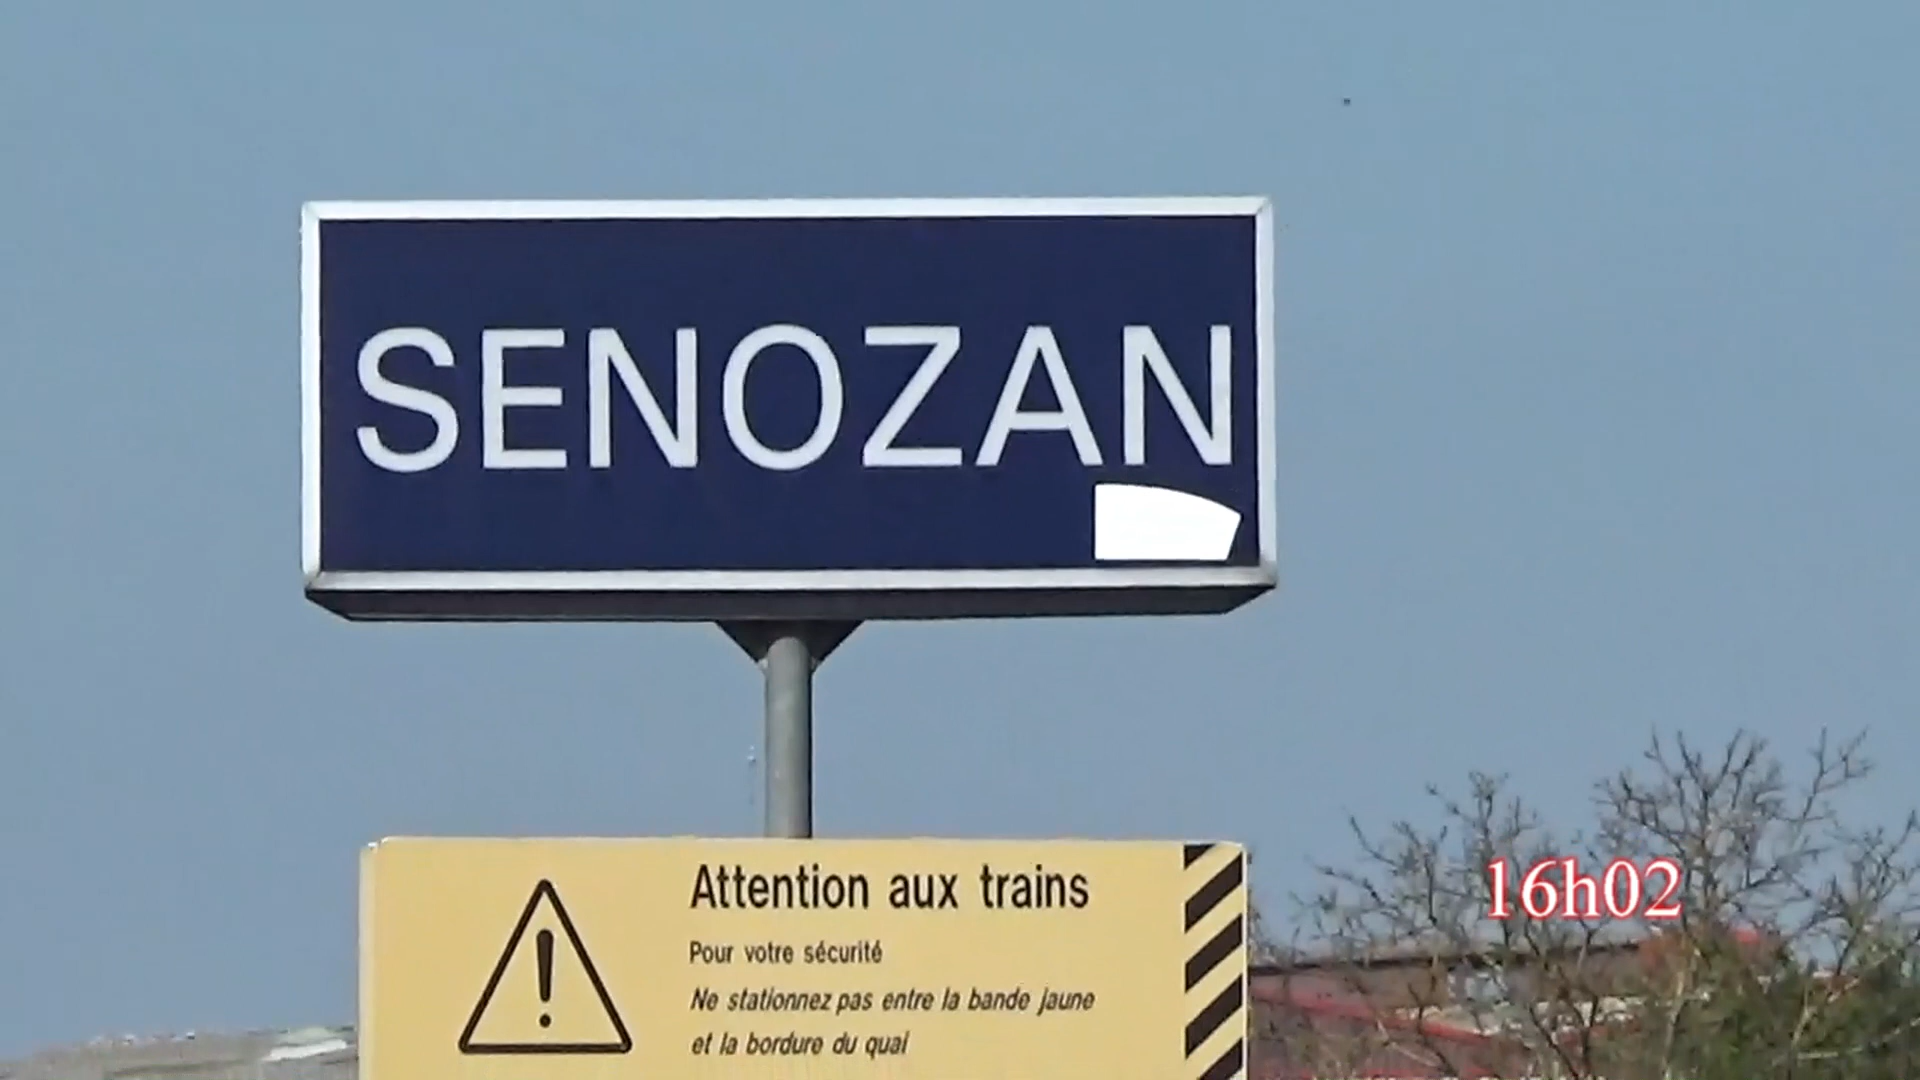 SENOZAN
Attention aux trains
Pour votre sécurité
Ne stationnez pas entre la bande jaune
et la bordure du quai
16h02